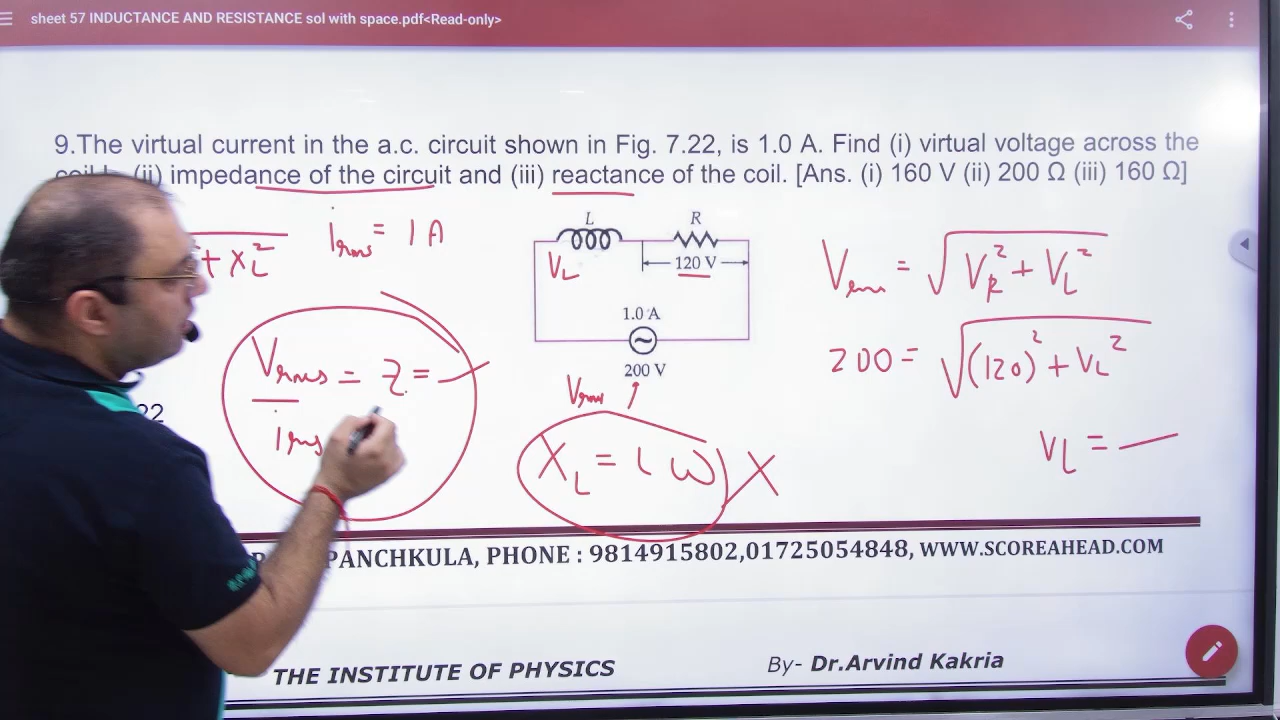 sheet 57 INDUCTANCE AND RESISTANCE sol with space.pdf<Read-only>
9.The virtual current in the a.c. circuit shown in Fig. 7.22, is 1.0 A. Find (i) virtual voltage across the
(ii) impedance of the circuit and (iii) reactance of the coil. [Ans. (i) 160 V (ii) 200 Ω (iii) 160 Ω]
+ X_L^2
i_rms = 1 A
L R
V_L
120 V
1.0 A
200 V
V_rms
V_rms = √(V_R^2 + V_L^2)
200 = √((120)^2 + V_L^2)
V_L =
V_rms = Z =
i_rms
X_L = L ω X
22
PANCHKULA, PHONE : 9814915802,01725054848, WWW.SCOREAHEAD.COM
THE INSTITUTE OF PHYSICS
By- Dr.Arvind Kakria